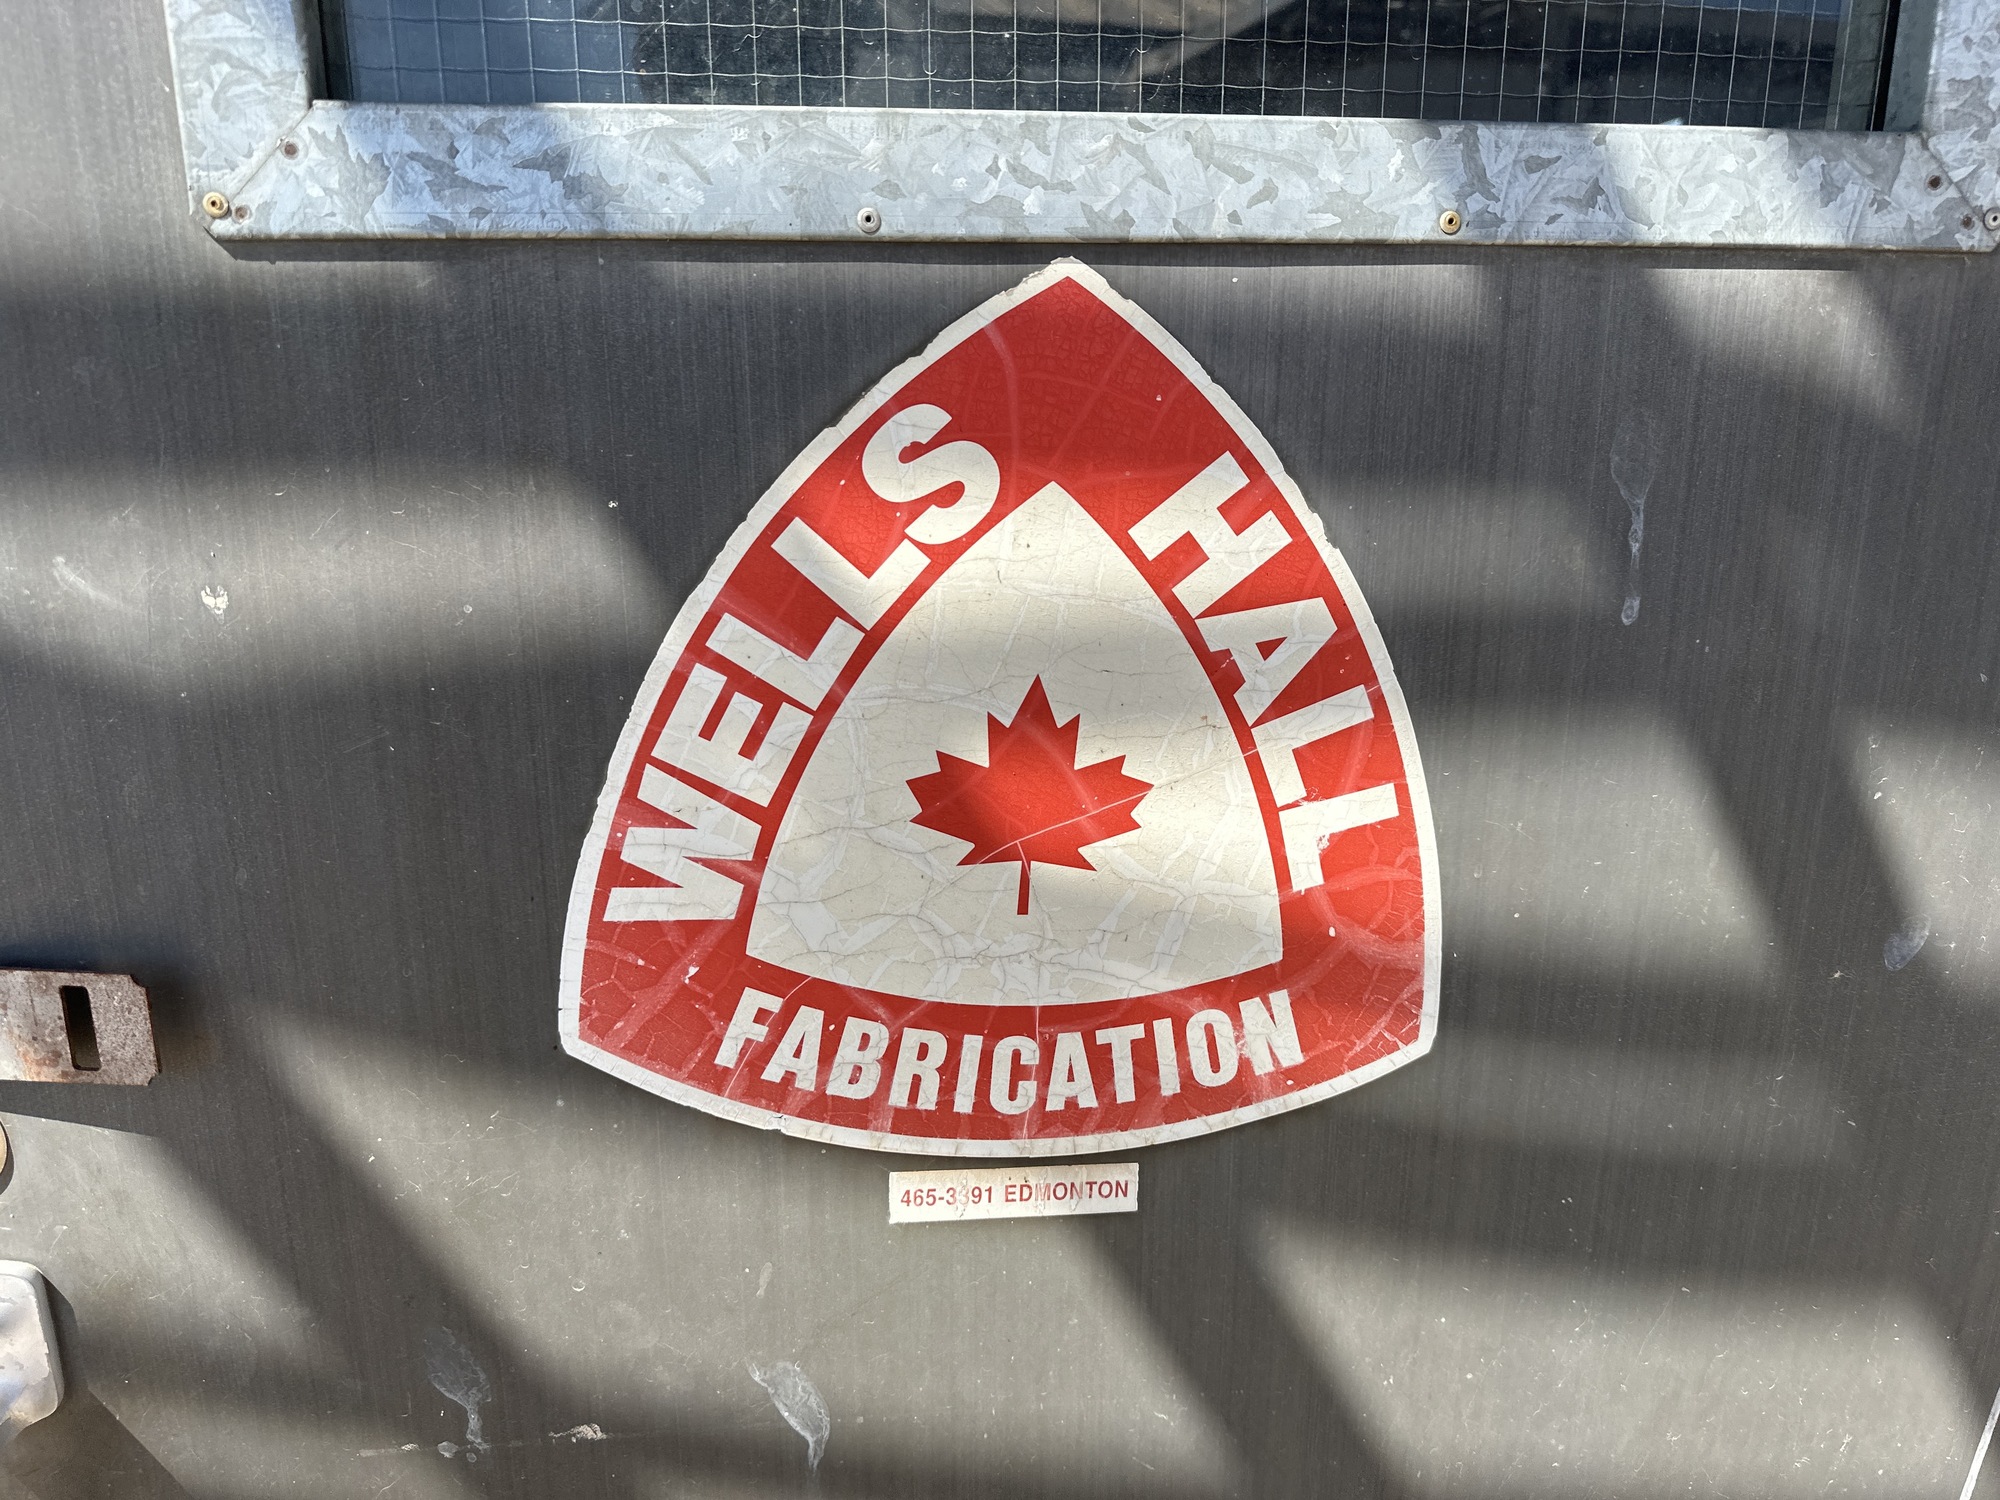 WELLS HALL
FABRICATION
465-3391 EDMONTON